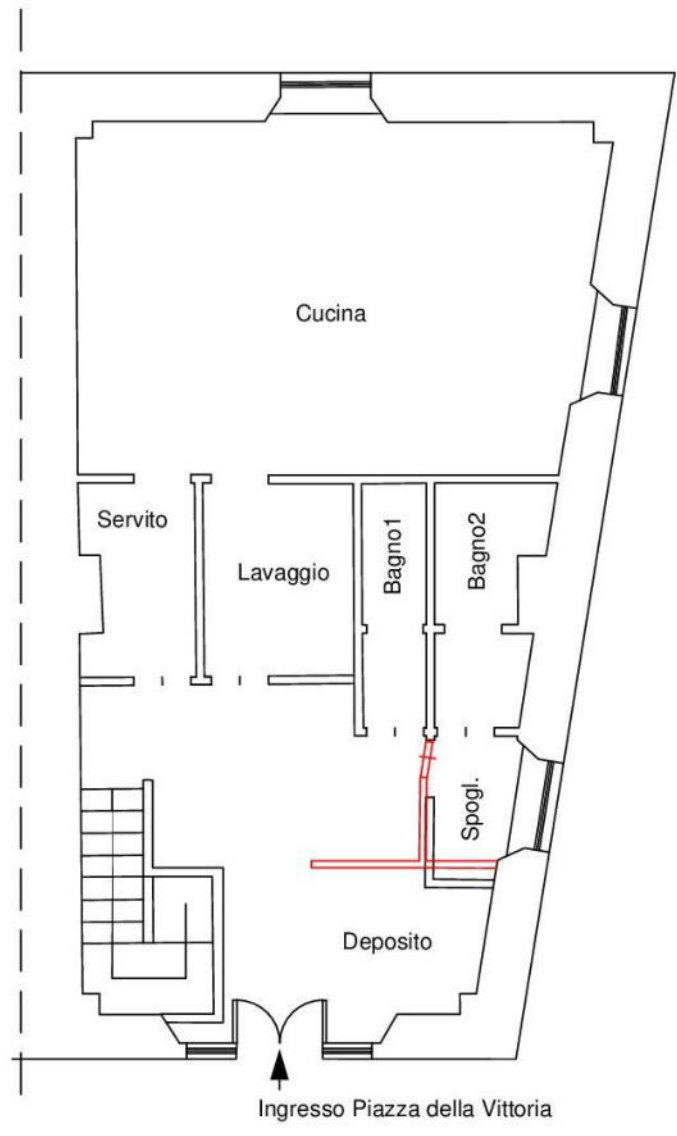 Cucina
Servito
Lavaggio
Bagno1
Bagno2
Spogl.
Deposito
Ingresso Piazza della Vittoria